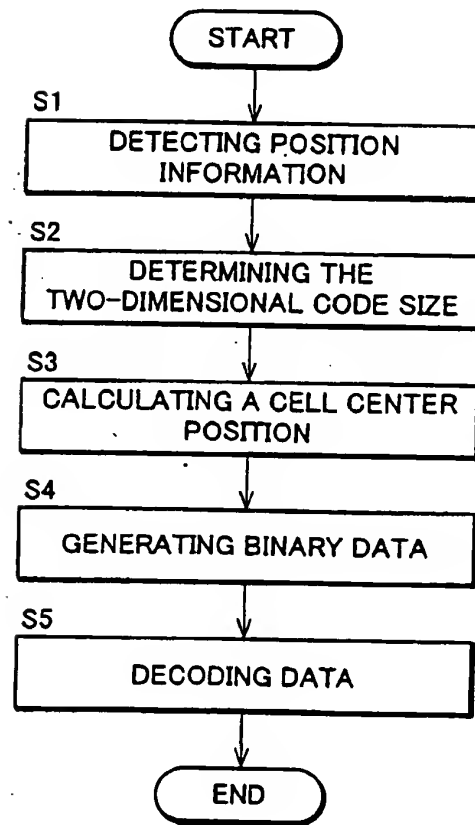 START
S1
DETECTING POSITION
INFORMATION
S2
DETERMINING THE
TWO-DIMENSIONAL CODE SIZE
S3
CALCULATING A CELL CENTER
POSITION
S4
GENERATING BINARY DATA
S5
DECODING DATA
END